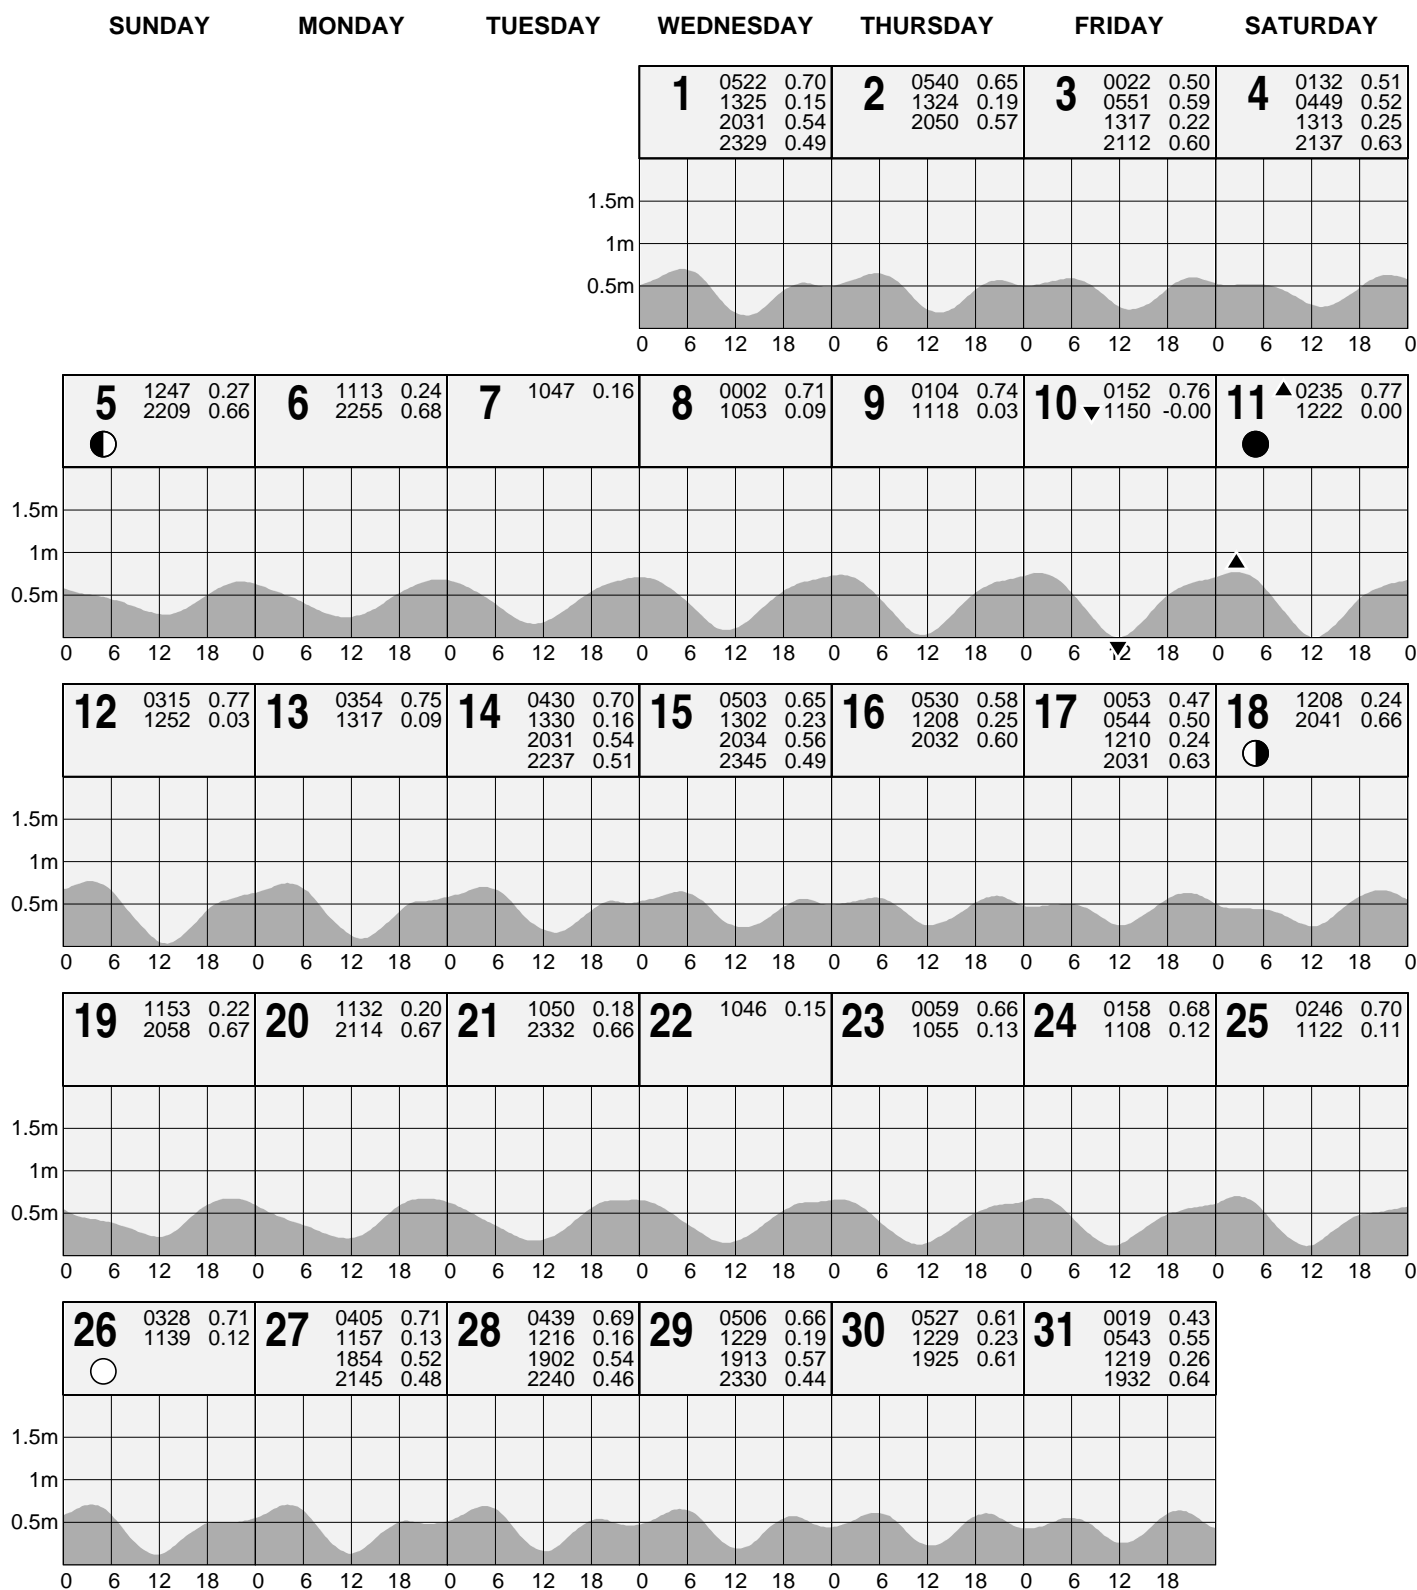 SUNDAY MONDAY TUESDAY WEDNESDAY THURSDAY FRIDAY SATURDAY
1 0522 0.70
1325 0.15
2031 0.54
2329 0.49
2 0540 0.65
1324 0.19
2050 0.57
3 0022 0.50
0551 0.59
1317 0.22
2112 0.60
4 0132 0.51
0449 0.52
1313 0.25
2137 0.63
1.5m
1m
0.5m
0 6 12 18 0 6 12 18 0 6 12 18 0 6 12 18 0
5 1247 0.27
2209 0.66
6 1113 0.24
2255 0.68
7 1047 0.16
8 0002 0.71
1053 0.09
9 0104 0.74
1118 0.03
10 0152 0.76
1150 -0.00
11 0235 0.77
1222 0.00
1.5m
1m
0.5m
0 6 12 18 0 6 12 18 0 6 12 18 0 6 12 18 0 6 12 18 0 6 12 18 0 6 12 18 0
12 0315 0.77
1252 0.03
13 0354 0.75
1317 0.09
14 0430 0.70
1330 0.16
2031 0.54
2237 0.51
15 0503 0.65
1302 0.23
2034 0.56
2345 0.49
16 0530 0.58
1208 0.25
2032 0.60
17 0053 0.47
0544 0.50
1210 0.24
2031 0.63
18 1208 0.24
2041 0.66
1.5m
1m
0.5m
0 6 12 18 0 6 12 18 0 6 12 18 0 6 12 18 0 6 12 18 0 6 12 18 0 6 12 18 0
19 1153 0.22
2058 0.67
20 1132 0.20
2114 0.67
21 1050 0.18
2332 0.66
22 1046 0.15
23 0059 0.66
1055 0.13
24 0158 0.68
1108 0.12
25 0246 0.70
1122 0.11
1.5m
1m
0.5m
0 6 12 18 0 6 12 18 0 6 12 18 0 6 12 18 0 6 12 18 0 6 12 18 0 6 12 18 0
26 0328 0.71
1139 0.12
27 0405 0.71
1157 0.13
1854 0.52
2145 0.48
28 0439 0.69
1216 0.16
1902 0.54
2240 0.46
29 0506 0.66
1229 0.19
1913 0.57
2330 0.44
30 0527 0.61
1229 0.23
1925 0.61
31 0019 0.43
0543 0.55
1219 0.26
1932 0.64
1.5m
1m
0.5m
0 6 12 18 0 6 12 18 0 6 12 18 0 6 12 18 0 6 12 18 0 6 12 18